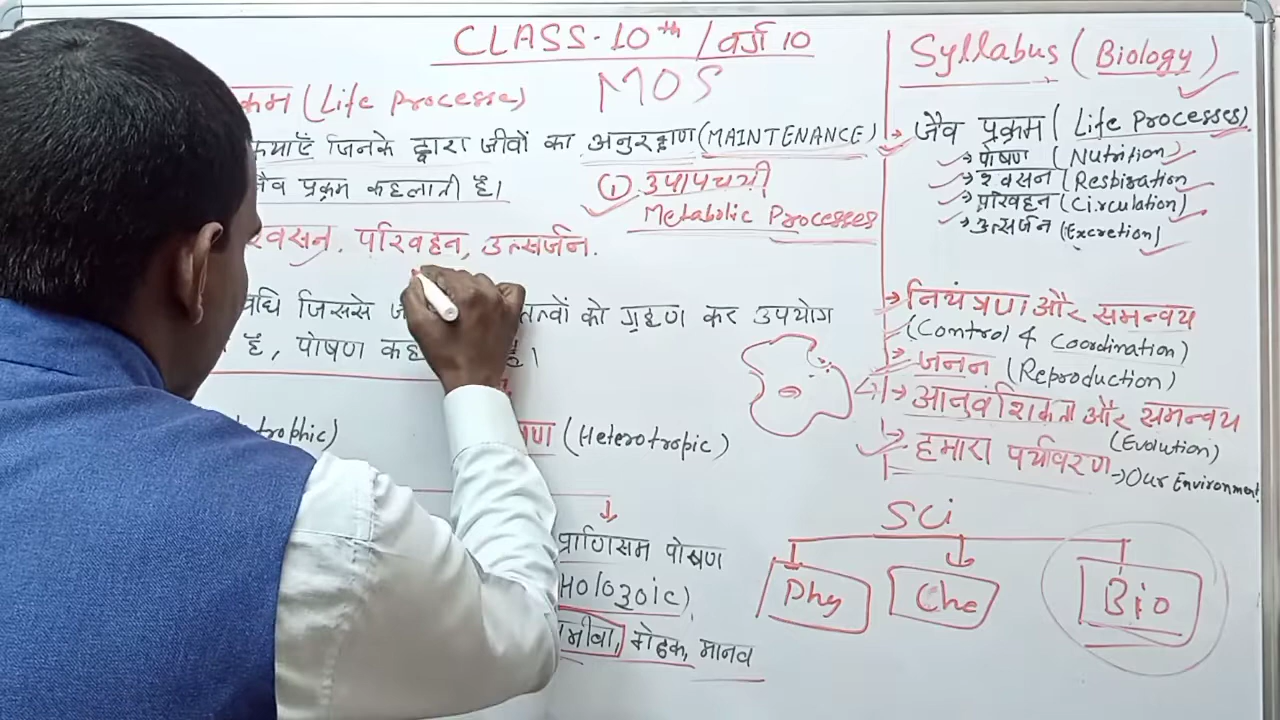 CLASS-10th / वर्ग 10
MOS
क्रम (Life Processe)
क्रियाएँ जिनके द्वारा जीवों का अनुरक्षण (MAINTENANCE)
जैव प्रक्रम कहलाती है।
① उपापचयी
Metabolic Processes
श्वसन, परिवहन, उत्सर्जन.
विधि जिससे तत्वों को ग्रहण कर उपयोग
है, पोषण है।
trophic)
(Heterotropic)
प्राणिसम पोषण
(Holozoic)
अमीबा, मेढक, मानव
Syllabus (Biology)
जैव प्रक्रम (Life Processes)
→ पोषण (Nutrition)
→ श्वसन (Resbiration
→ परिवहन (Circulation)
→ उत्सर्जन (Excretion)
→ नियंत्रण और समन्वय
(Control & Coordination)
→ जनन (Reproduction)
→ आनुवंशिकता और समन्वय
(Evolution)
→ हमारा पर्यावरण → Our Environment
SCi
Phy Che Bio